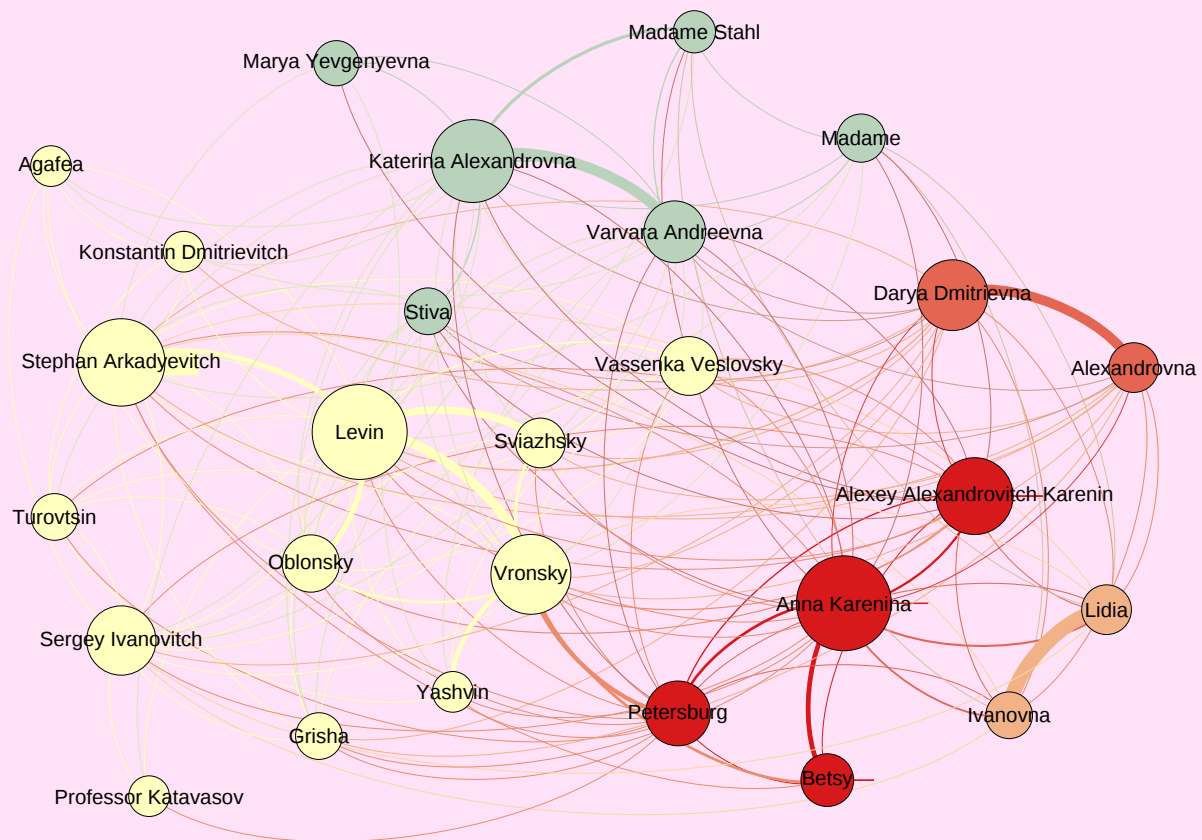 Madame Stahl
Marya Yevgenyevna
Madame
Katerina Alexandrovna
Agafea
Varvara Andreevna
Konstantin Dmitrievitch
Darya Dmitrievna
Stiva
Stephan Arkadyevitch
Vassenka Veslovsky
Alexandrovna
Levin
Sviazhsky
Alexey Alexandrovitch Karenin
Turovtsin
Oblonsky
Vronsky
Anna Karenina
Lidia
Sergey Ivanovitch
Yashvin
Petersburg
Ivanovna
Grisha
Betsy
Professor Katavasov